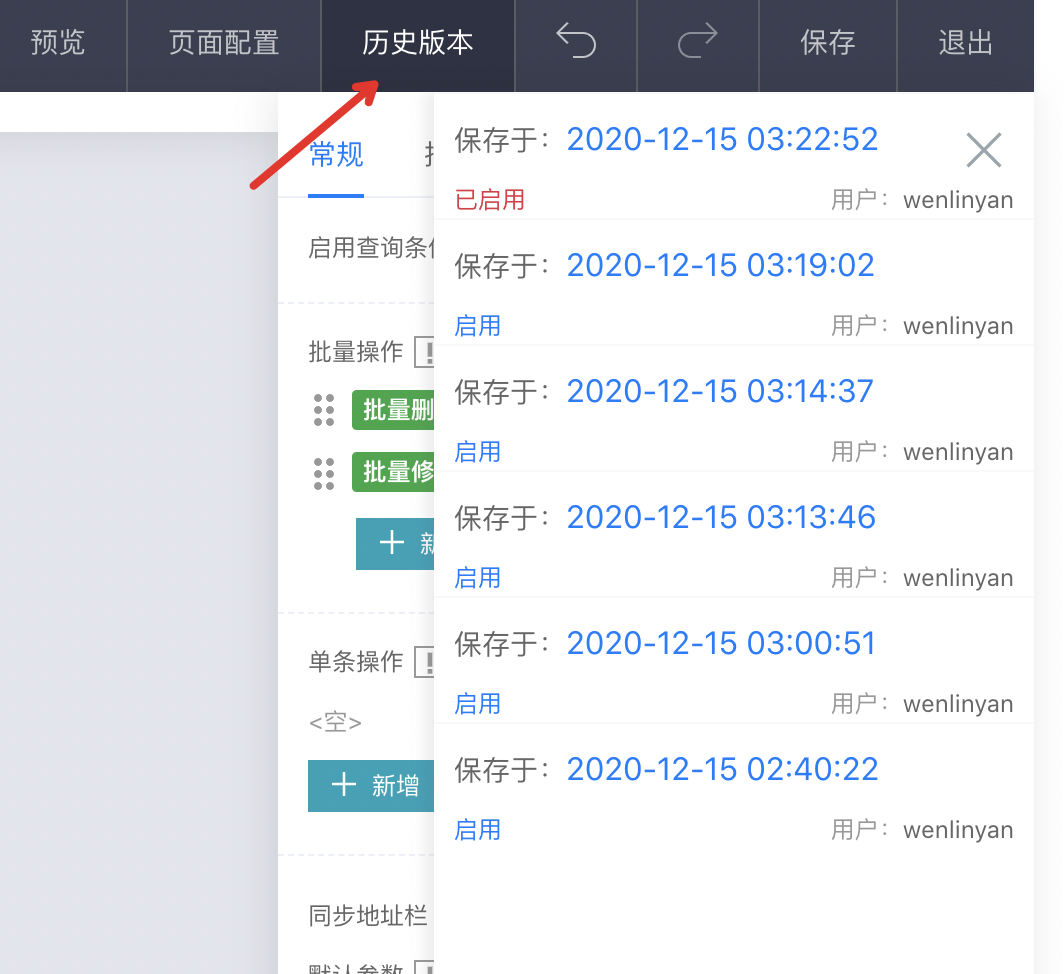 预览 页面配置 历史版本 保存 退出
常规
保存于： 2020-12-15 03:22:52
已启用 用户： wenlinyan
启用查询条
保存于： 2020-12-15 03:19:02
启用 用户： wenlinyan
批量操作
保存于： 2020-12-15 03:14:37
批量删
启用 用户： wenlinyan
批量修
保存于： 2020-12-15 03:13:46
+ 新
启用 用户： wenlinyan
单条操作
保存于： 2020-12-15 03:00:51
启用 用户： wenlinyan
<空>
保存于： 2020-12-15 02:40:22
+ 新增
启用 用户： wenlinyan
同步地址栏
默认参数